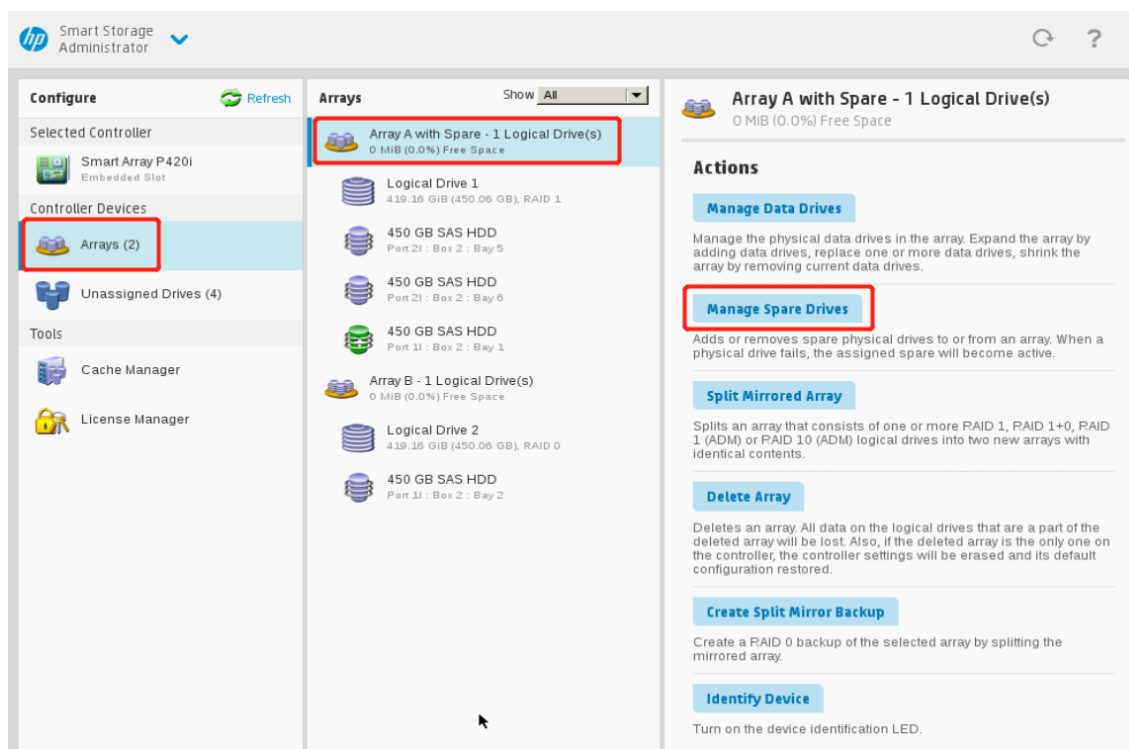 hp
Smart Storage
Administrator
?
Configure
Refresh
Selected Controller
Smart Array P420i
Embedded Slot
Controller Devices
Arrays (2)
Unassigned Drives (4)
Tools
Cache Manager
License Manager
Arrays
Show All
Array A with Spare - 1 Logical Drive(s)
0 MiB (0.0%) Free Space
Logical Drive 1
419.16 GiB (450.06 GB), RAID 1
450 GB SAS HDD
Port 2I : Box 2 : Bay 5
450 GB SAS HDD
Port 2I : Box 2 : Bay 6
450 GB SAS HDD
Port 1I : Box 2 : Bay 1
Array B - 1 Logical Drive(s)
0 MiB (0.0%) Free Space
Logical Drive 2
419.16 GiB (450.06 GB), RAID 0
450 GB SAS HDD
Port 1I : Box 2 : Bay 2
Array A with Spare - 1 Logical Drive(s)
0 MiB (0.0%) Free Space
Actions
Manage Data Drives
Manage the physical data drives in the array. Expand the array by
adding data drives, replace one or more data drives, shrink the
array by removing current data drives.
Manage Spare Drives
Adds or removes spare physical drives to or from an array. When a
physical drive fails, the assigned spare will become active.
Split Mirrored Array
Splits an array that consists of one or more RAID 1, RAID 1+0, RAID
1 (ADM) or RAID 10 (ADM) logical drives into two new arrays with
identical contents.
Delete Array
Deletes an array. All data on the logical drives that are a part of the
deleted array will be lost. Also, if the deleted array is the only one on
the controller, the controller settings will be erased and its default
configuration restored.
Create Split Mirror Backup
Create a RAID 0 backup of the selected array by splitting the
mirrored array.
Identify Device
Turn on the device identification LED.